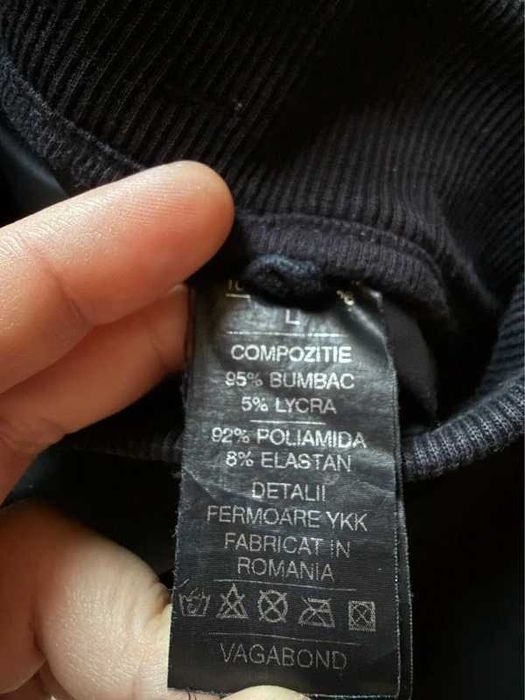 L
COMPOZITIE
95% BUMBAC
5% LYCRA
92% POLIAMIDA
8% ELASTAN
DETALII
FERMOARE YKK
FABRICAT IN
ROMANIA
VAGABOND